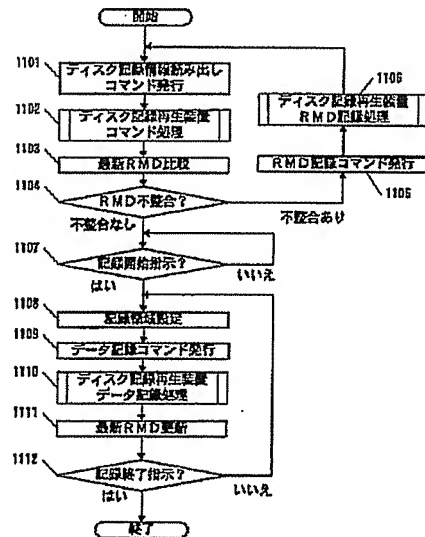 開始
1101
ディスク記録情報読み出し
コマンド発行
1102
ディスク記録再生装置
コマンド処理
1103
最新RMD比較
1104
RMD不整合?
不整合なし
不整合あり
1105
RMD記録コマンド発行
1106
ディスク記録再生装置
RMD記録処理
1107
記録開始指示?
はい
いいえ
1108
記録領域設定
1109
データ記録コマンド発行
1110
ディスク記録再生装置
データ記録処理
1111
最新RMD更新
1112
記録終了指示?
はい
いいえ
終了